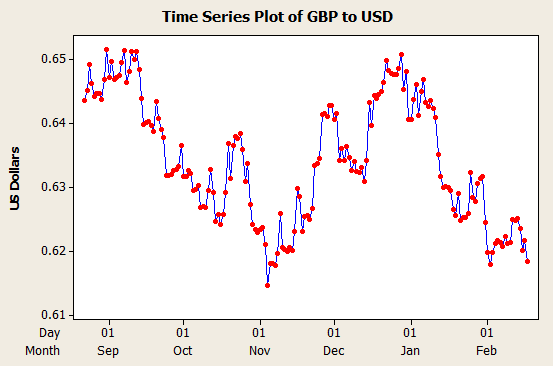 Time Series Plot of GBP to USD
US Dollars
0.65
0.64
0.63
0.62
0.61
Day 01 01 01 01 01 01
Month Sep Oct Nov Dec Jan Feb